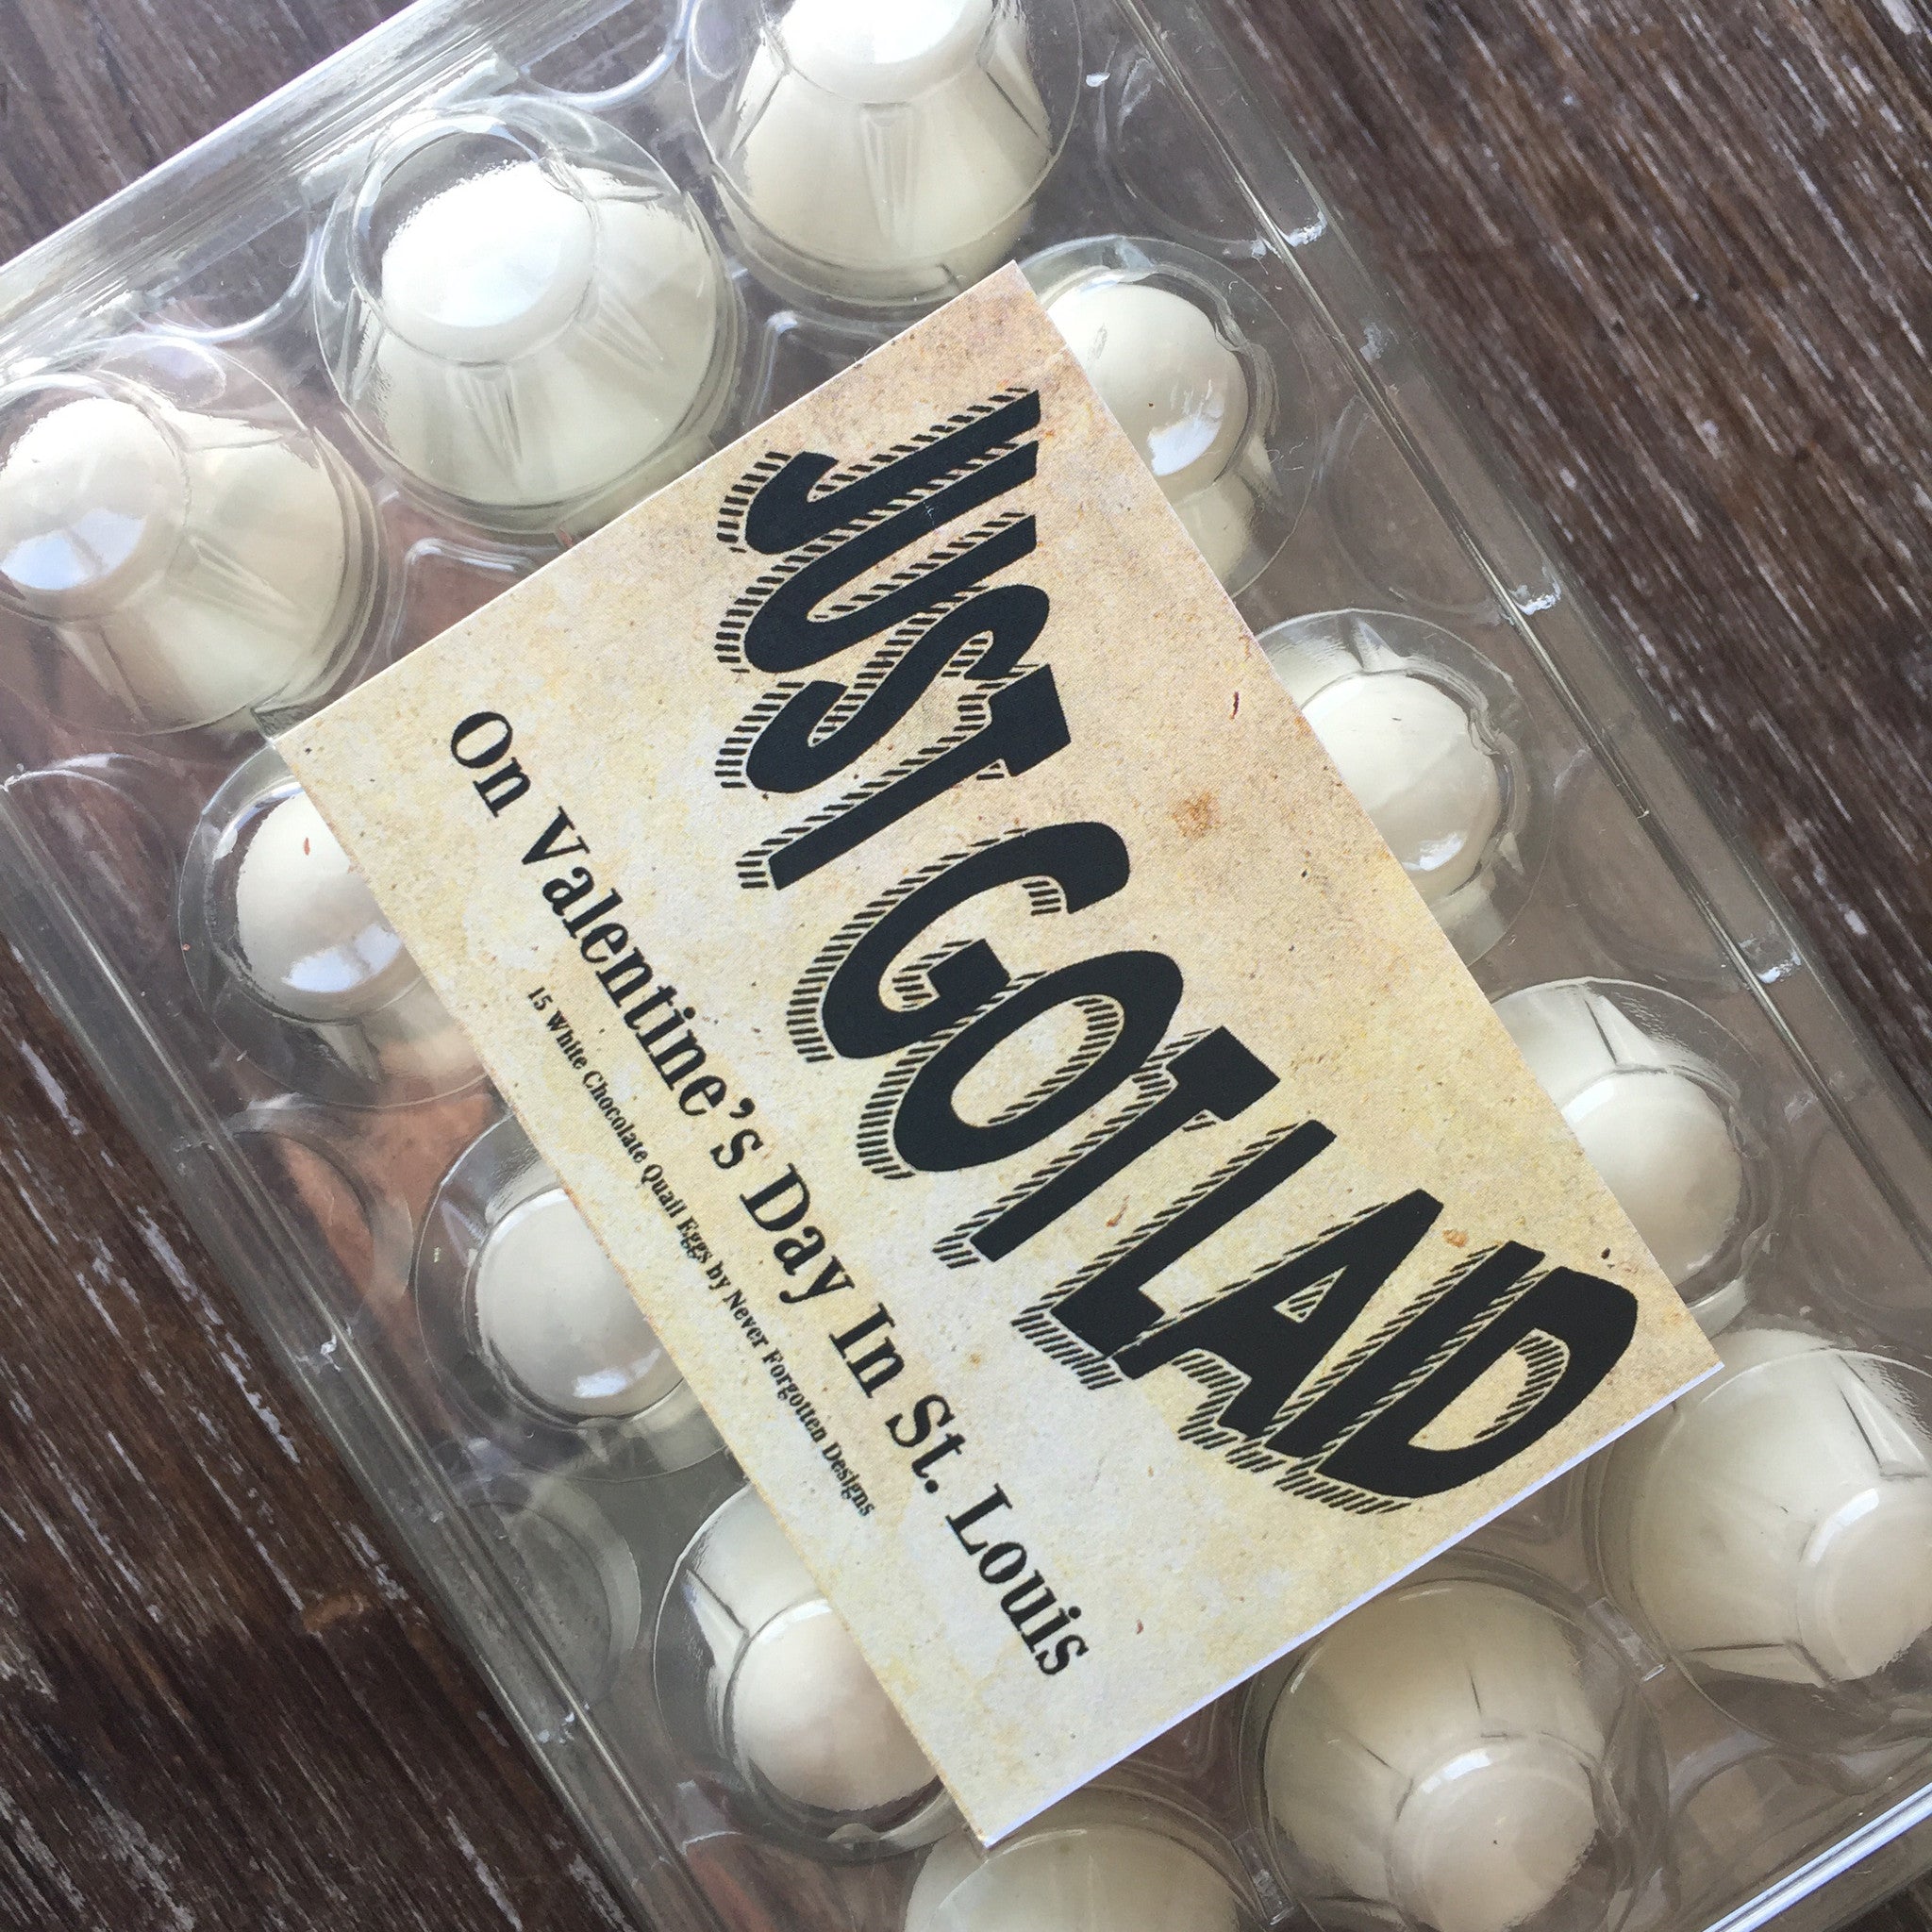 JUST GOT LAID
On Valentine's Day In St. Louis
15 White Chocolate Quail Eggs by Never Forgotten Designs